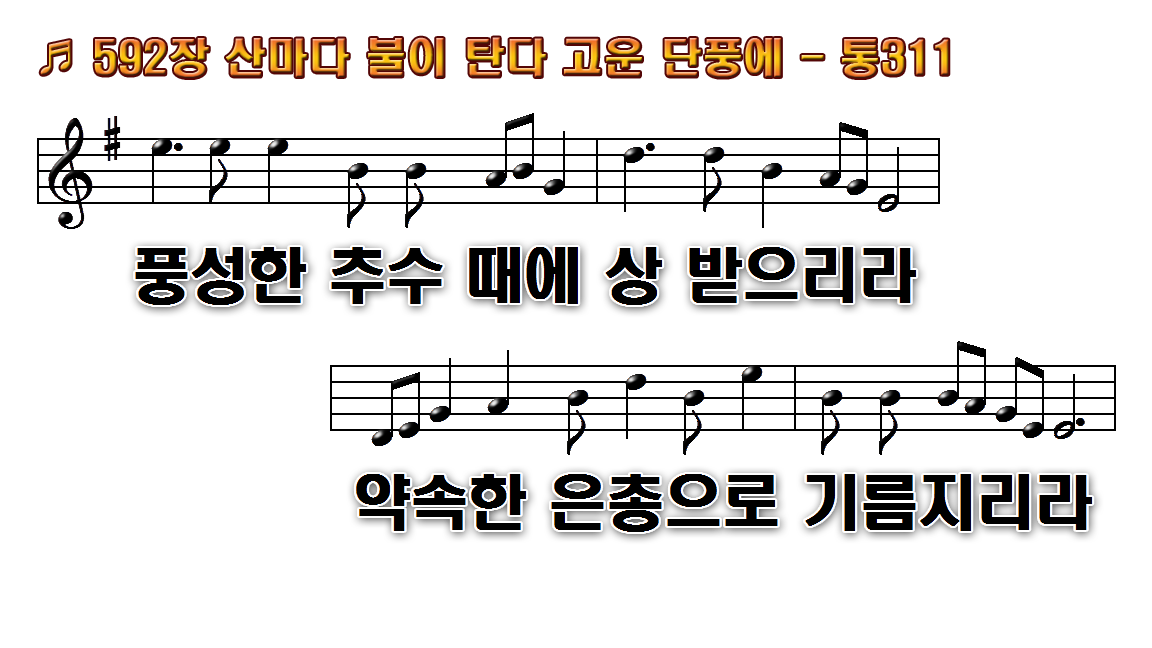 ♬ 592장 산마다 불이 탄다 고운 단풍에 - 통311
풍성한 추수 때에 상 받으리라
약속한 은총으로 기름지리라